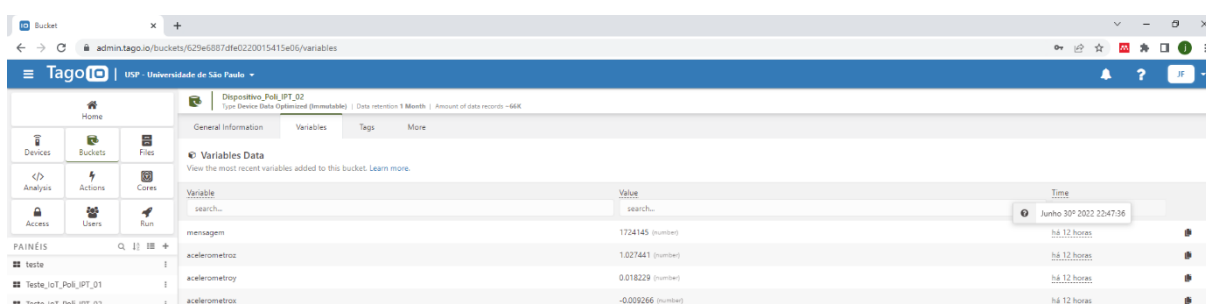 Bucket
admin.tago.io/buckets/629e6887dfe0220015415e06/variables
TagoIO | USP - Universidade de São Paulo
JF
Home
Devices Buckets Files
Analysis Actions Cores
Access Users Run
PAINÉIS
teste
Teste_IoT_Poli_IPT_01
Teste_IoT_Poli_IPT_02
Dispositivo_Poli_IPT_02
Type Device Data Optimized (Immutable) | Data retention 1 Month | Amount of data records ~66K
General Information Variables Tags More
Variables Data
View the most recent variables added to this bucket. Learn more.
Variable Value Time
search... search...
Junho 30º 2022 22:47:36
mensagem 1724145 (number) há 12 horas
acelerometroz 1.027441 (number) há 12 horas
acelerometroy 0.018229 (number) há 12 horas
acelerometrox -0.009266 (number) há 12 horas